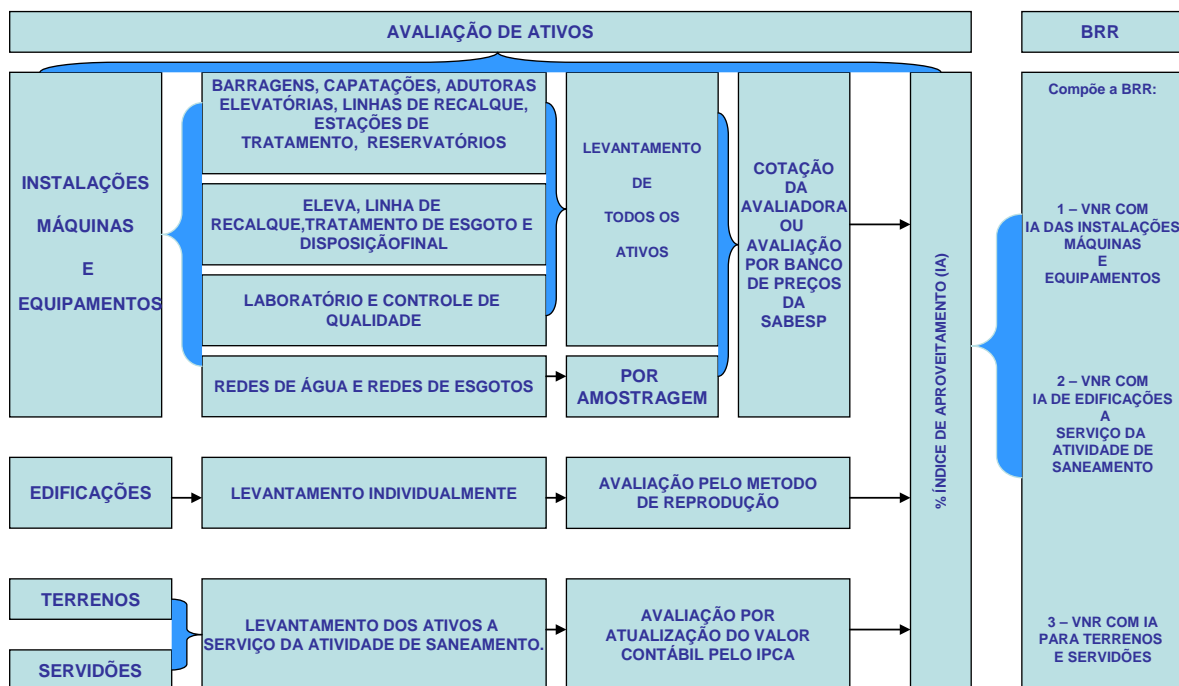 AVALIAÇÃO DE ATIVOS
BRR
INSTALAÇÕES
MÁQUINAS
E
EQUIPAMENTOS
BARRAGENS, CAPATAÇÕES, ADUTORAS
ELEVATÓRIAS, LINHAS DE RECALQUE,
ESTAÇÕES DE
TRATAMENTO, RESERVATÓRIOS
ELEVA, LINHA DE
RECALQUE,TRATAMENTO DE ESGOTO E
DISPOSIÇÃOFINAL
LABORATÓRIO E CONTROLE DE
QUALIDADE
REDES DE ÁGUA E REDES DE ESGOTOS
LEVANTAMENTO
DE
TODOS OS
ATIVOS
POR
AMOSTRAGEM
COTAÇÃO
DA
AVALIADORA
OU
AVALIAÇÃO
POR BANCO
DE PREÇOS
DA
SABESP
EDIFICAÇÕES
LEVANTAMENTO INDIVIDUALMENTE
AVALIAÇÃO PELO METODO
DE REPRODUÇÃO
TERRENOS
SERVIDÕES
LEVANTAMENTO DOS ATIVOS A
SERVIÇO DA ATIVIDADE DE SANEAMENTO.
AVALIAÇÃO POR
ATUALIZAÇÃO DO VALOR
CONTÁBIL PELO IPCA
% ÍNDICE DE APROVEITAMENTO (IA)
Compõe a BRR:
1 – VNR COM
IA DAS INSTALAÇÕES
MÁQUINAS
E
EQUIPAMENTOS
2 – VNR COM
IA DE EDIFICAÇÕES
A
SERVIÇO DA
ATIVIDADE DE
SANEAMENTO
3 – VNR COM IA
PARA TERRENOS
E SERVIDÕES